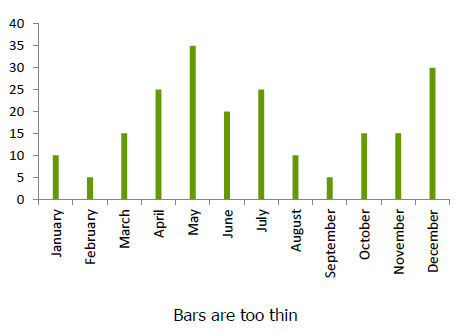 40
35
30
25
20
15
10
5
0
January
February
March
April
May
June
July
August
September
October
November
December
Bars are too thin